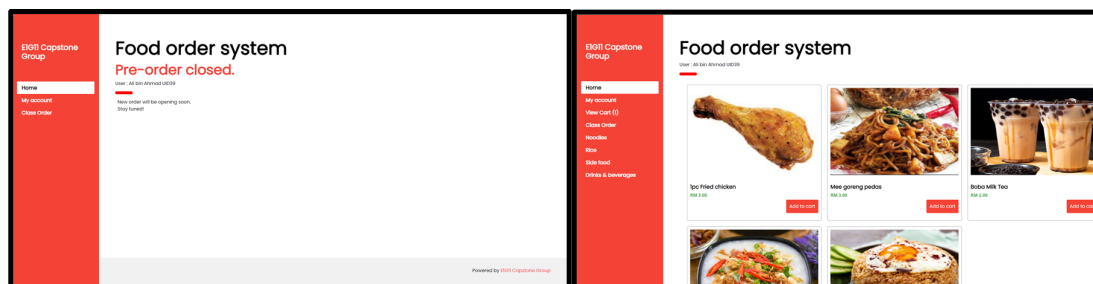 E1G11 Capstone
Group
Home
My account
Class Order
Food order system
Pre-order closed.
User : Ali bin Ahmad UID39
New order will be opening soon.
Stay tuned!
Powered by E1G11 Capstone Group
E1G11 Capstone
Group
Home
My account
View Cart (1)
Class Order
Noodles
Rice
Side food
Drinks & beverages
Food order system
User : Ali bin Ahmad UID39
1pc Fried chicken
RM 3.00
Add to cart
Mee goreng pedas
RM 3.00
Add to cart
Boba Milk Tea
RM 2.00
Add to